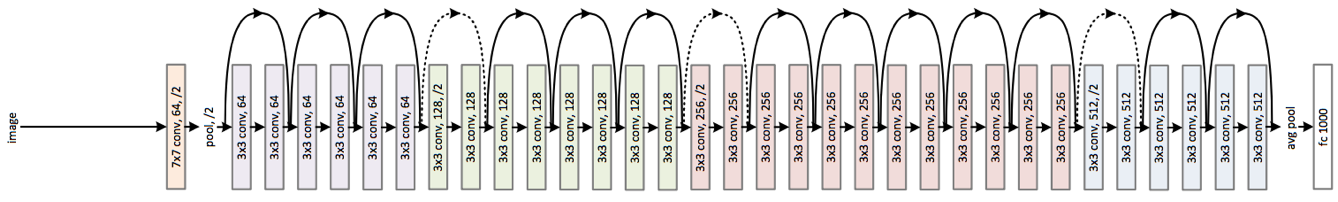 image
7x7 conv, 64, /2
pool, /2
3x3 conv, 64
3x3 conv, 64
3x3 conv, 64
3x3 conv, 64
3x3 conv, 64
3x3 conv, 64
3x3 conv, 128, /2
3x3 conv, 128
3x3 conv, 128
3x3 conv, 128
3x3 conv, 128
3x3 conv, 128
3x3 conv, 128
3x3 conv, 128
3x3 conv, 256, /2
3x3 conv, 256
3x3 conv, 256
3x3 conv, 256
3x3 conv, 256
3x3 conv, 256
3x3 conv, 256
3x3 conv, 256
3x3 conv, 256
3x3 conv, 256
3x3 conv, 256
3x3 conv, 256
3x3 conv, 512, /2
3x3 conv, 512
3x3 conv, 512
3x3 conv, 512
3x3 conv, 512
3x3 conv, 512
avg pool
fc 1000